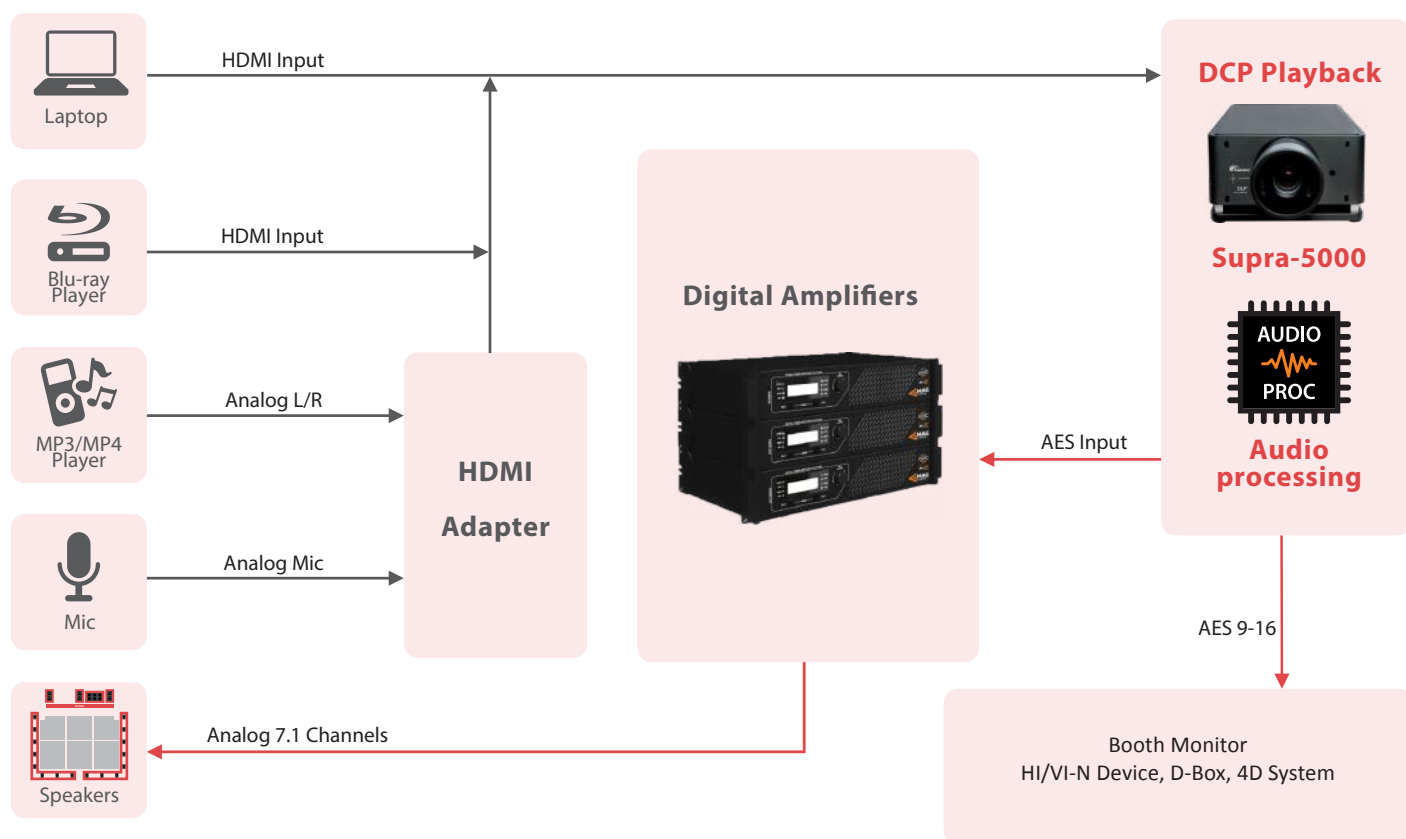 Laptop
HDMI Input
Blu-ray
Player
HDMI Input
MP3/MP4
Player
Analog L/R
Mic
Analog Mic
Speakers
Analog 7.1 Channels
HDMI
Adapter
Digital Amplifiers
AES Input
DCP Playback
DLP
Supra-5000
AUDIO
PROC
Audio
processing
AES 9-16
Booth Monitor
HI/VI-N Device, D-Box, 4D System